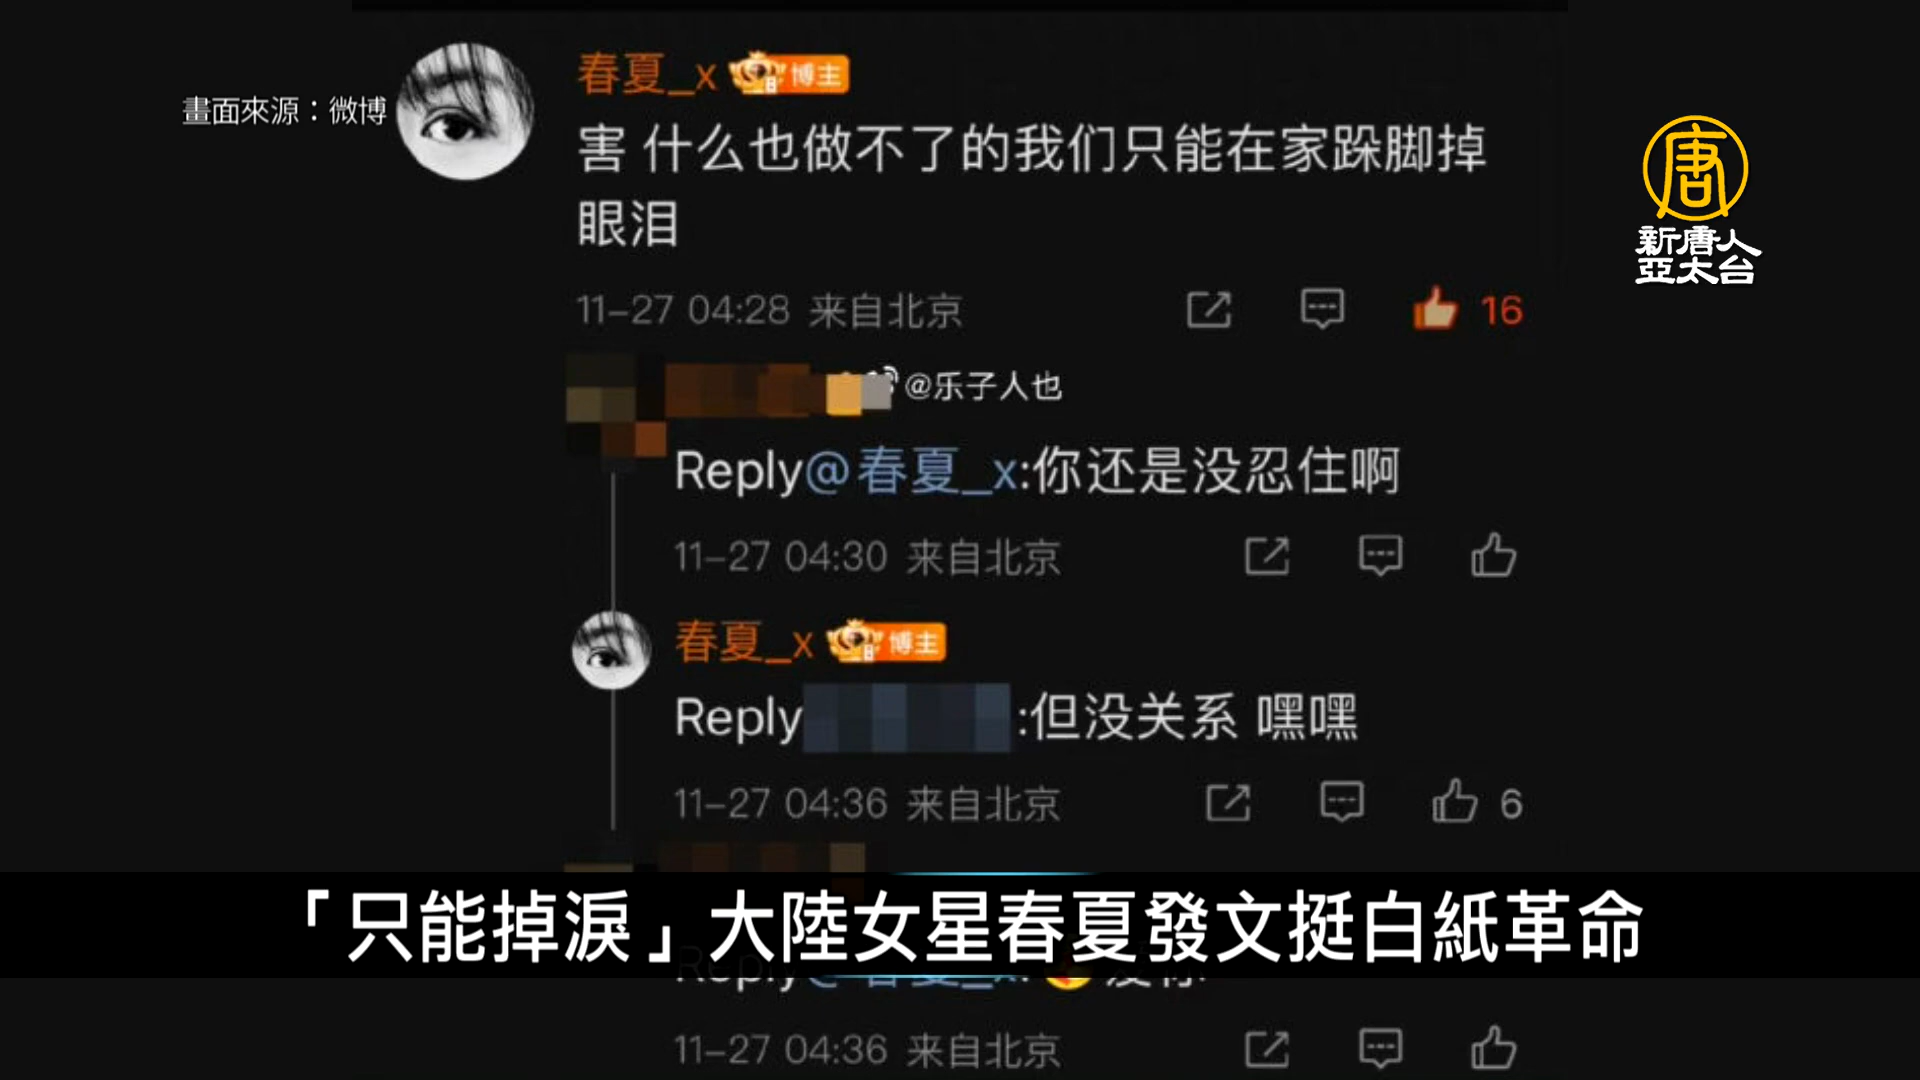 春夏_x 博主
畫面來源：微博
害 什么也做不了的我们只能在家跺脚掉
眼泪
唐
新唐人
亞太台
11-27 04:28 来自北京
16
@乐子人也
Reply@春夏_x:你还是没忍住啊
11-27 04:30 来自北京
春夏_x 博主
Reply :但没关系 嘿嘿
11-27 04:36 来自北京
6
「只能掉淚」大陸女星春夏發文挺白紙革命
Reply@春夏_x:
11-27 04:36 来自北京